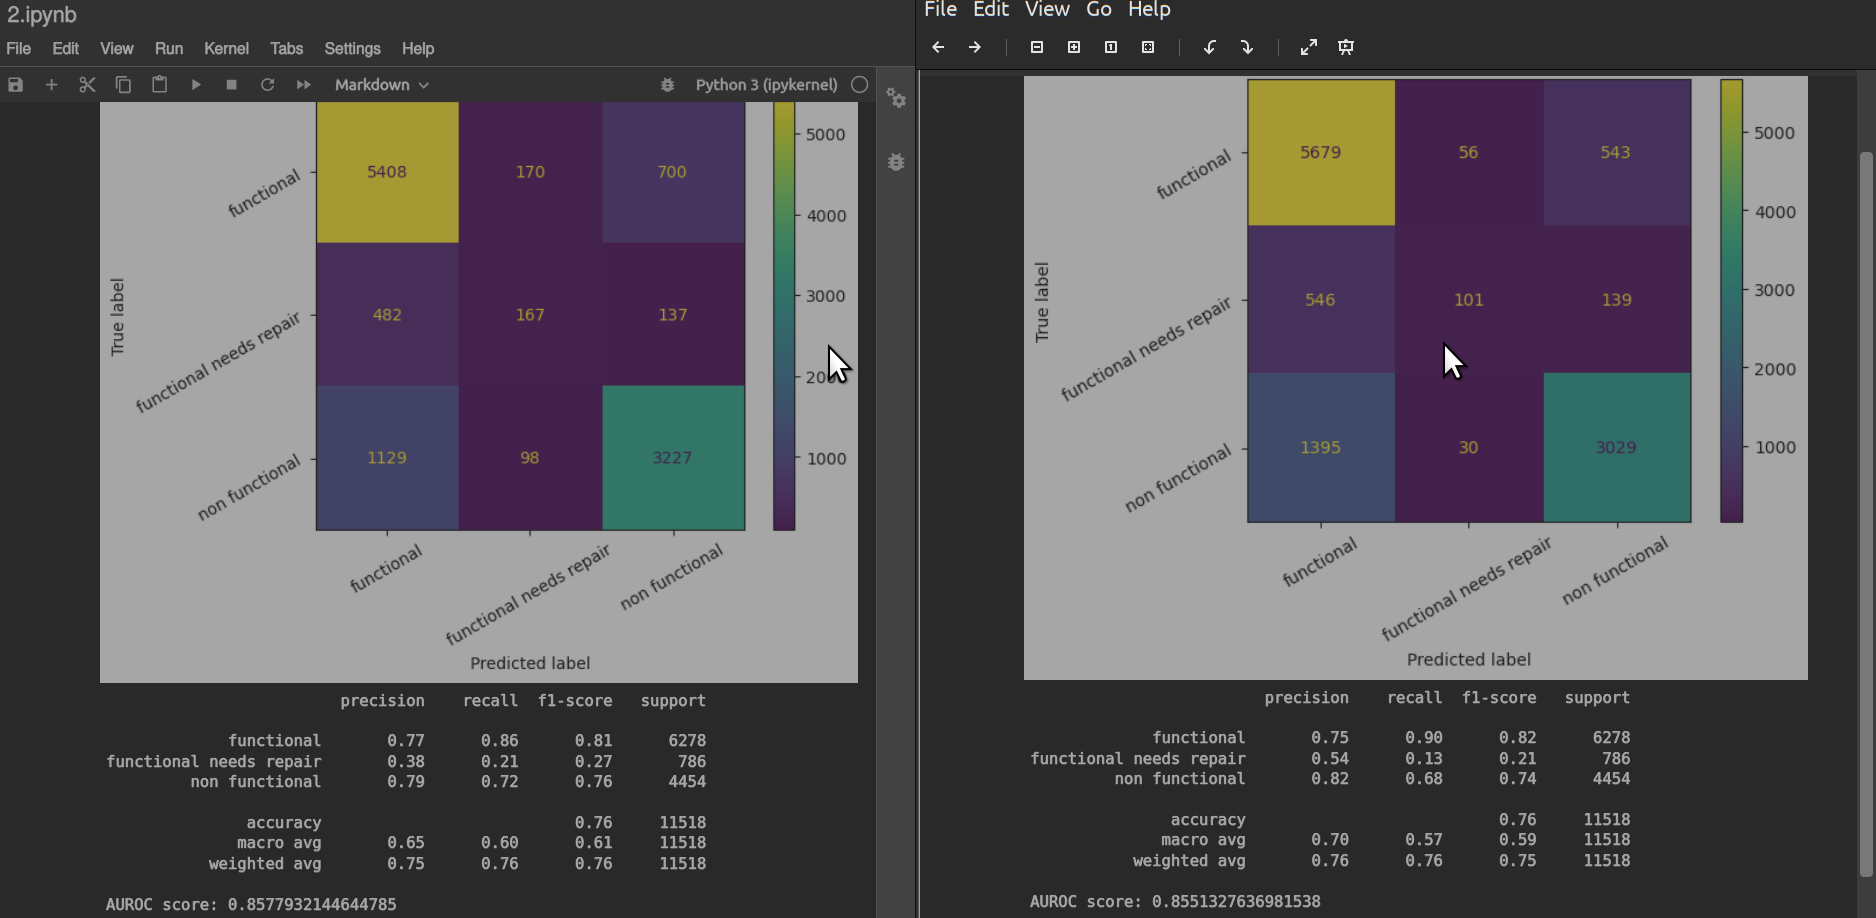 2.ipynb
File Edit View Run Kernel Tabs Settings Help
Markdown
Python 3 (ipykernel)
5408 170 700
482 167 137
1129 98 3227
functional
functional needs repair
non functional
True label
functional
functional needs repair
non functional
Predicted label
5000
4000
3000
1000
precision recall f1-score support
functional 0.77 0.86 0.81 6278
functional needs repair 0.38 0.21 0.27 786
non functional 0.79 0.72 0.76 4454
accuracy 0.76 11518
macro avg 0.65 0.60 0.61 11518
weighted avg 0.75 0.76 0.76 11518
AUROC score: 0.8577932144644785
File Edit View Go Help
5679 56 543
546 101 139
1395 30 3029
functional
functional needs repair
non functional
True label
functional
functional needs repair
non functional
Predicted label
5000
4000
3000
2000
1000
precision recall f1-score support
functional 0.75 0.90 0.82 6278
functional needs repair 0.54 0.13 0.21 786
non functional 0.82 0.68 0.74 4454
accuracy 0.76 11518
macro avg 0.70 0.57 0.59 11518
weighted avg 0.76 0.76 0.75 11518
AUROC score: 0.8551327636981538